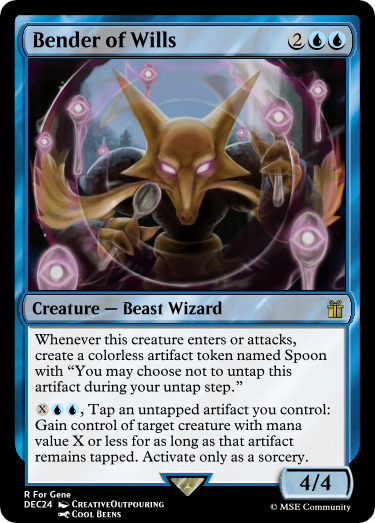 Bender of Wills 2
Creature — Beast Wizard
Whenever this creature enters or attacks,
create a colorless artifact token named Spoon
with “You may choose not to untap this
artifact during your untap step.”
X, Tap an untapped artifact you control:
Gain control of target creature with mana
value X or less for as long as that artifact
remains tapped. Activate only as a sorcery.
4/4
R For Gene
DEC24 CreativeOutpouring © MSE Community
Cool Beens